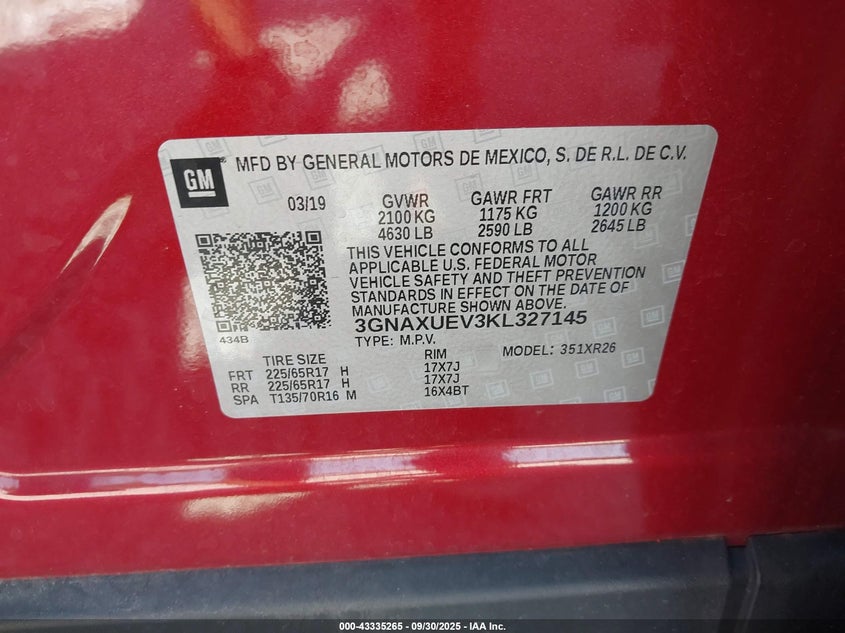 GM
MFD BY GENERAL MOTORS DE MEXICO, S. DE R.L. DE C.V.
03/19 GVWR GAWR FRT GAWR RR
2100 KG 1175 KG 1200 KG
4630 LB 2590 LB 2645 LB
THIS VEHICLE CONFORMS TO ALL
APPLICABLE U.S. FEDERAL MOTOR
VEHICLE SAFETY AND THEFT PREVENTION
STANDARDS IN EFFECT ON THE DATE OF
MANUFACTURE SHOWN ABOVE.
434B
3GNAXUEV3KL327145
TYPE: M.P.V. MODEL: 351XR26
TIRE SIZE RIM
FRT 225/65R17 H 17X7J
RR 225/65R17 H 17X7J
SPA T135/70R16 M 16X4BT
000-43335265 - 09/30/2025 - IAA Inc.